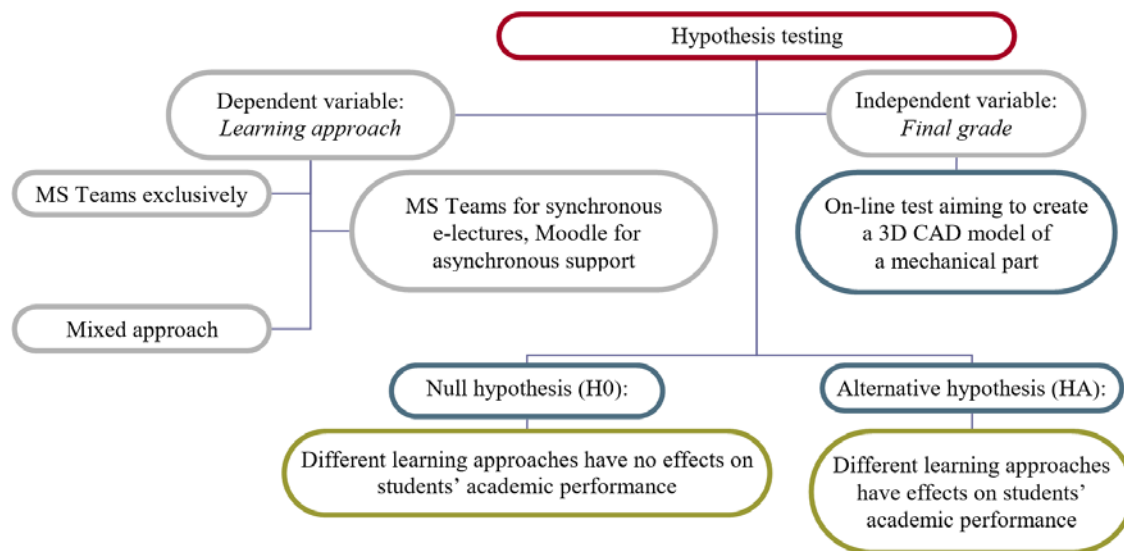 Hypothesis testing
Dependent variable:
Learning approach
Independent variable:
Final grade
MS Teams exclusively
MS Teams for synchronous
e-lectures, Moodle for
asynchronous support
On-line test aiming to create
a 3D CAD model of
a mechanical part
Mixed approach
Null hypothesis (H0):
Alternative hypothesis (HA):
Different learning approaches have no effects on
students’ academic performance
Different learning approaches
have effects on students’
academic performance